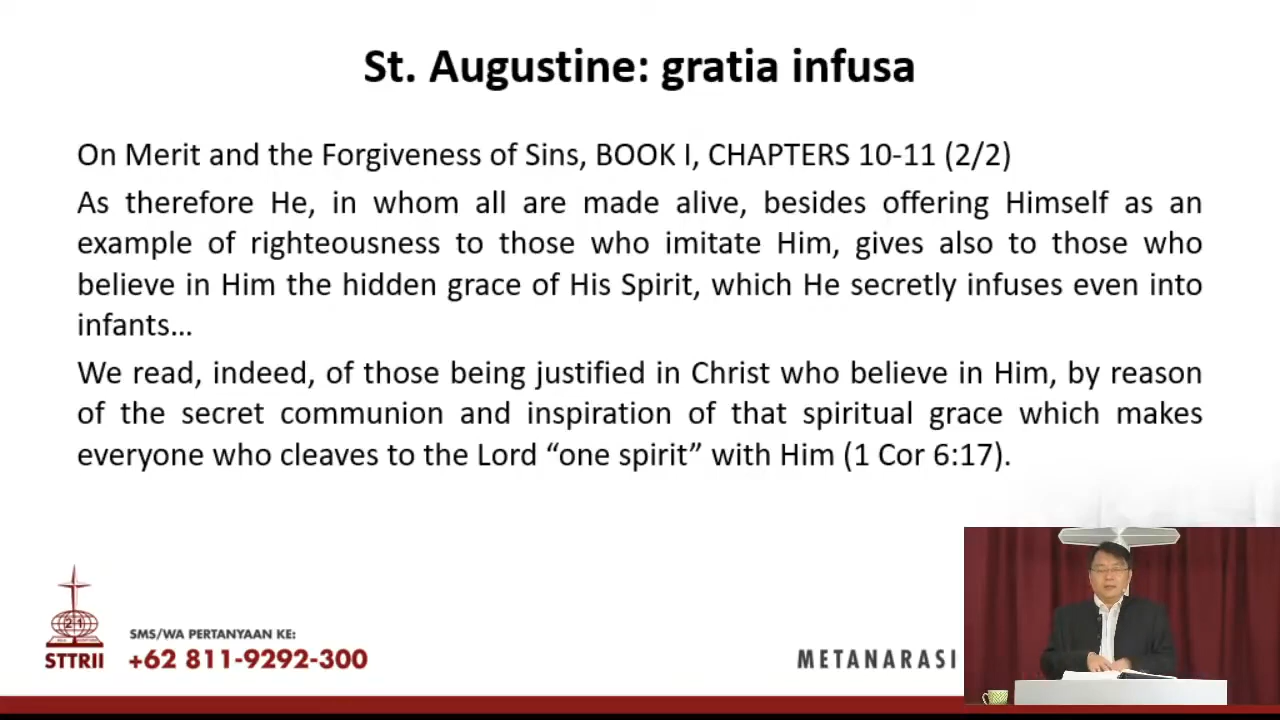 St. Augustine: gratia infusa
On Merit and the Forgiveness of Sins, BOOK I, CHAPTERS 10-11 (2/2)
As therefore He, in whom all are made alive, besides offering Himself as an
example of righteousness to those who imitate Him, gives also to those who
believe in Him the hidden grace of His Spirit, which He secretly infuses even into
infants...
We read, indeed, of those being justified in Christ who believe in Him, by reason
of the secret communion and inspiration of that spiritual grace which makes
everyone who cleaves to the Lord “one spirit” with Him (1 Cor 6:17).
21
STTRII
SMS/WA PERTANYAAN KE:
+62 811-9292-300
METANARASI